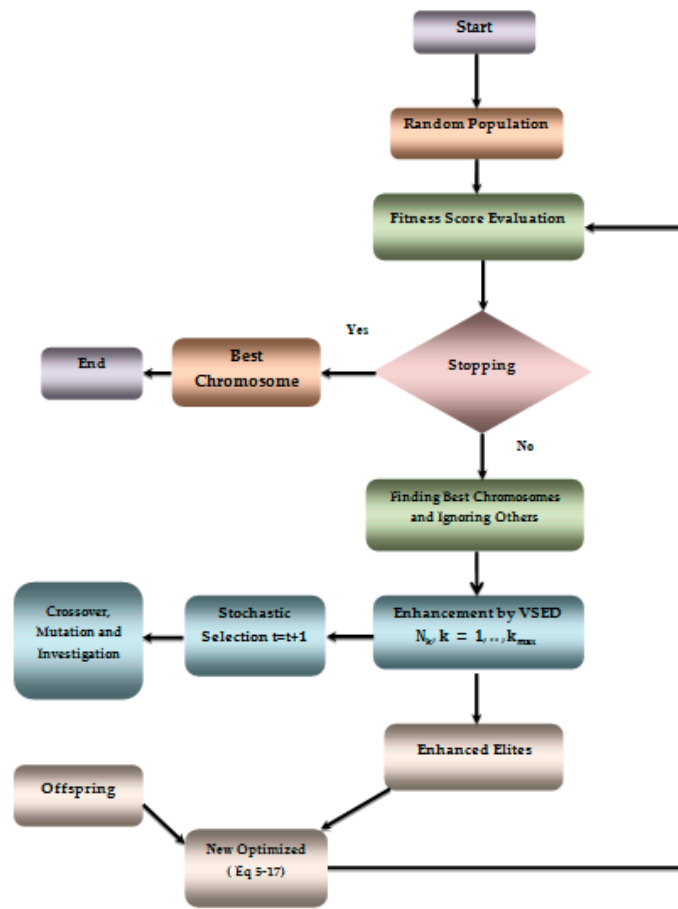 Start
Random Population
Fitness Score Evaluation
Yes
Stopping
Best
Chromosome
End
No
Finding Best Chromosomes
and Ignoring Others
Enhancement by VSED
Nₖ, k = 1,..,kₘₐₓ
Stochastic
Selection t=t+1
Crossover,
Mutation and
Investigation
Enhanced Elites
Offspring
New Optimized
( Eq 5-17)